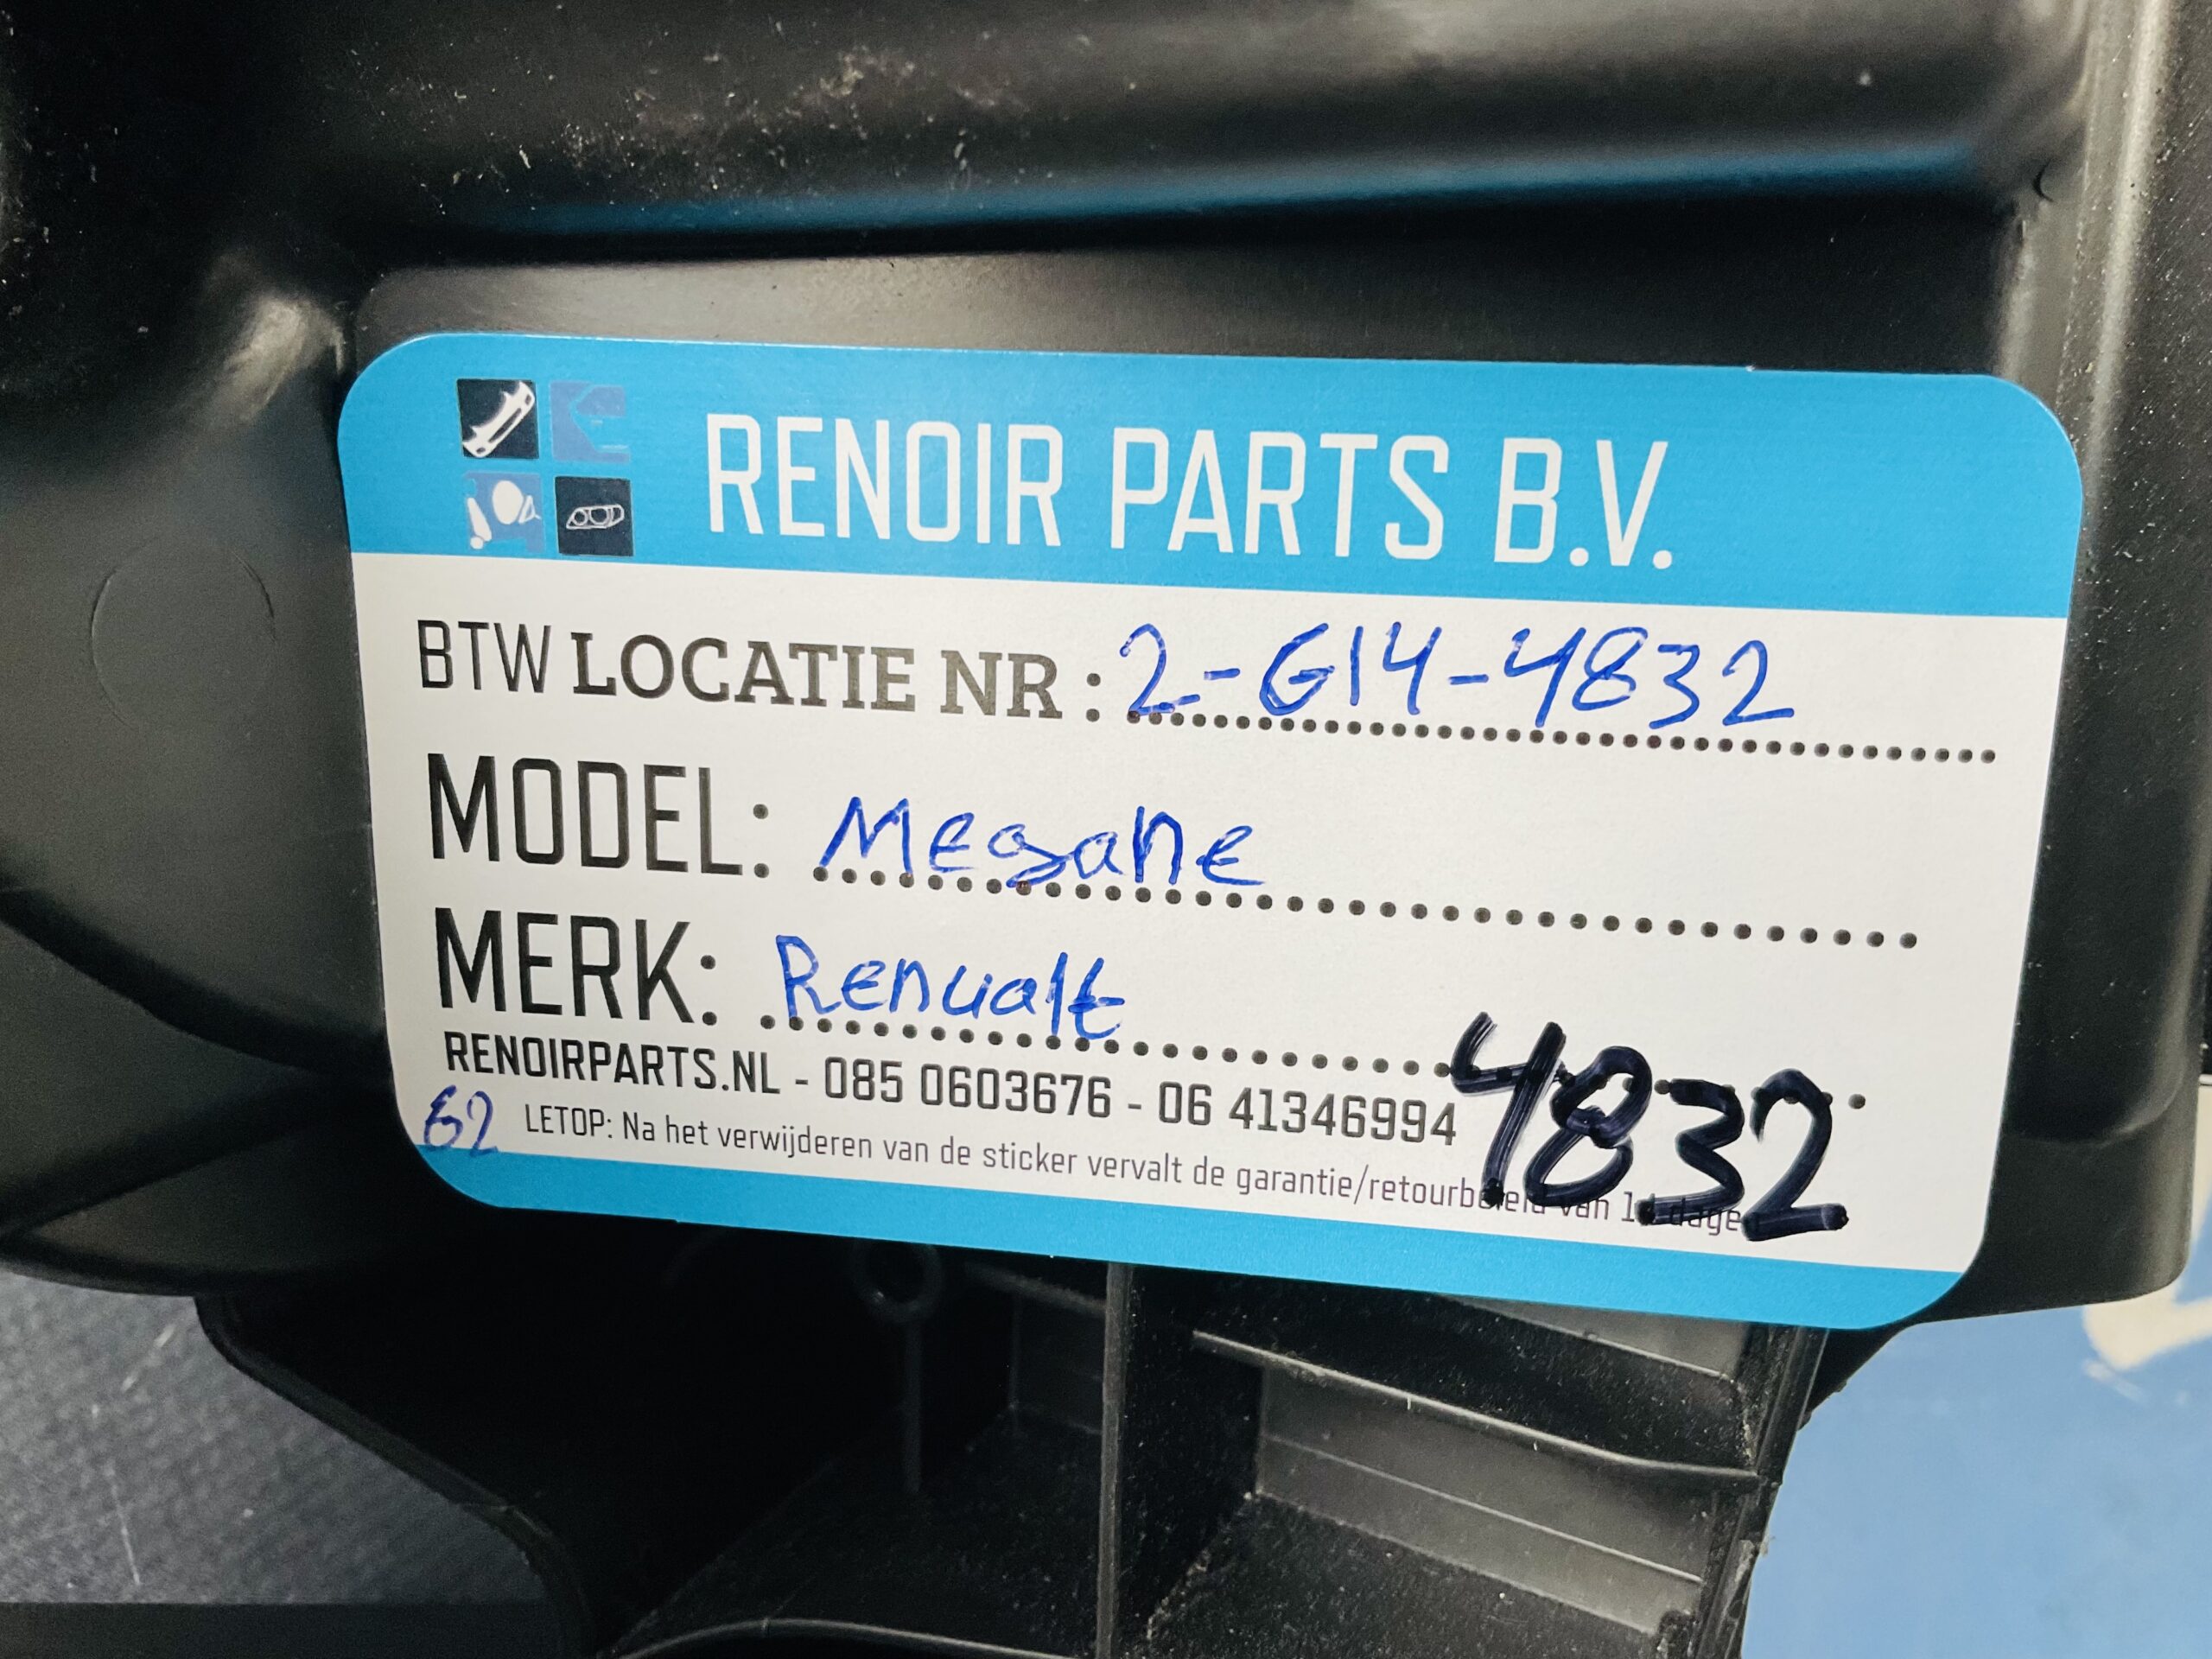 RENOIR PARTS B.V.
BTW LOCATIE NR : 2-G14-4832
MODEL: Megane
MERK: Renualt
RENOIRPARTS.NL - 085 0603676 - 06 41346994
4832
62
LETOP: Na het verwijderen van de sticker vervalt de garantie/retourbeleid van 14 dagen